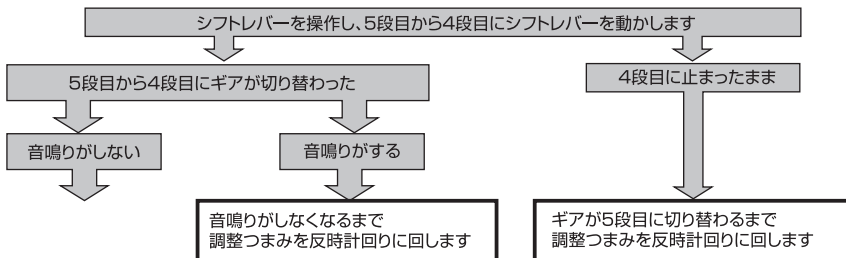 シフトレバーを操作し、5段目から4段目にシフトレバーを動かします
5段目から4段目にギアが切り替わった
4段目に止まったまま
音鳴りがしない
音鳴りがする
音鳴りがしなくなるまで
調整つまみを反時計回りに回します
ギアが5段目に切り替わるまで
調整つまみを反時計回りに回します